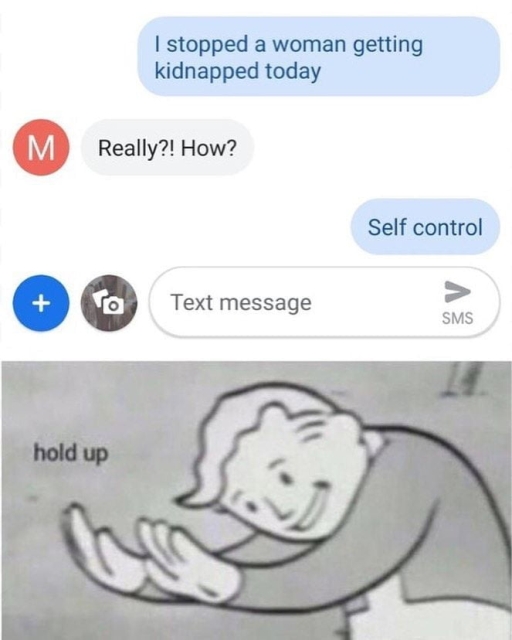 I stopped a woman getting
kidnapped today
M
Really?! How?
Self control
+
Text message
SMS
hold up